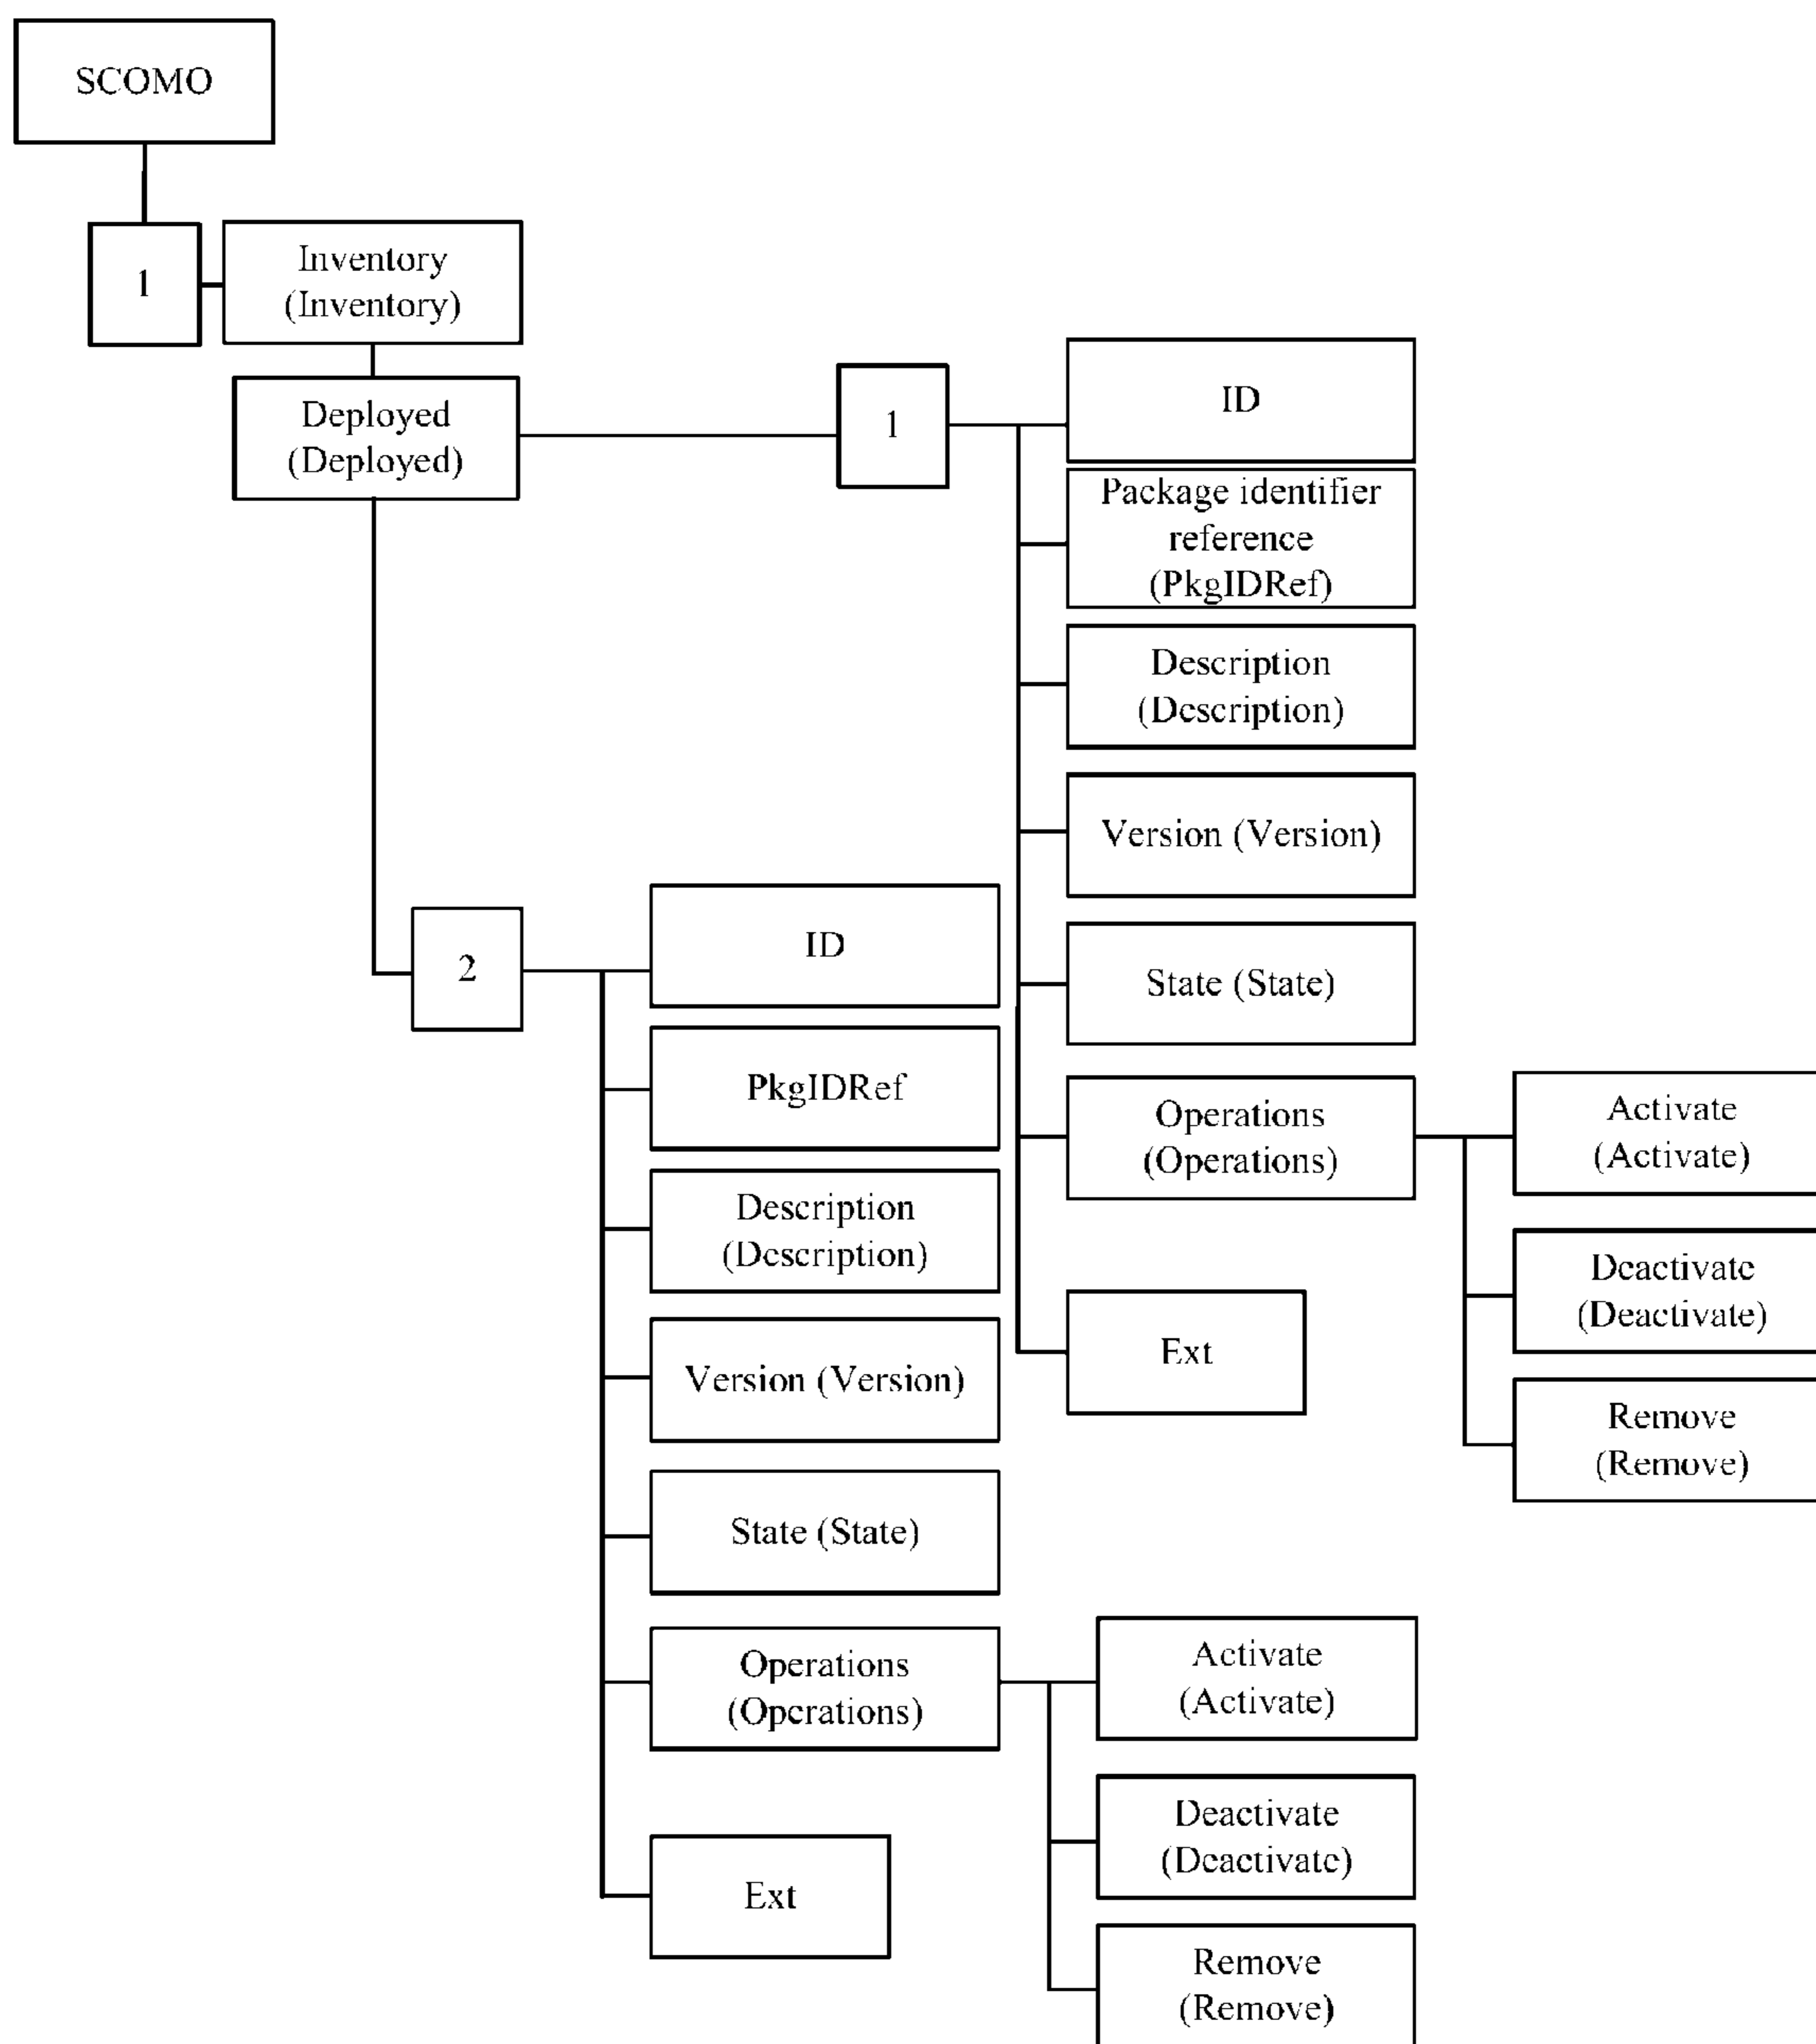 SCOMO
1
Inventory
(Inventory)
Deployed
(Deployed)
1
ID
Package identifier
reference
(PkgIDRef)
Description
(Description)
Version (Version)
State (State)
Operations
(Operations)
Activate
(Activate)
Deactivate
(Deactivate)
Remove
(Remove)
Ext
2
ID
PkgIDRef
Description
(Description)
Version (Version)
State (State)
Operations
(Operations)
Activate
(Activate)
Deactivate
(Deactivate)
Remove
(Remove)
Ext